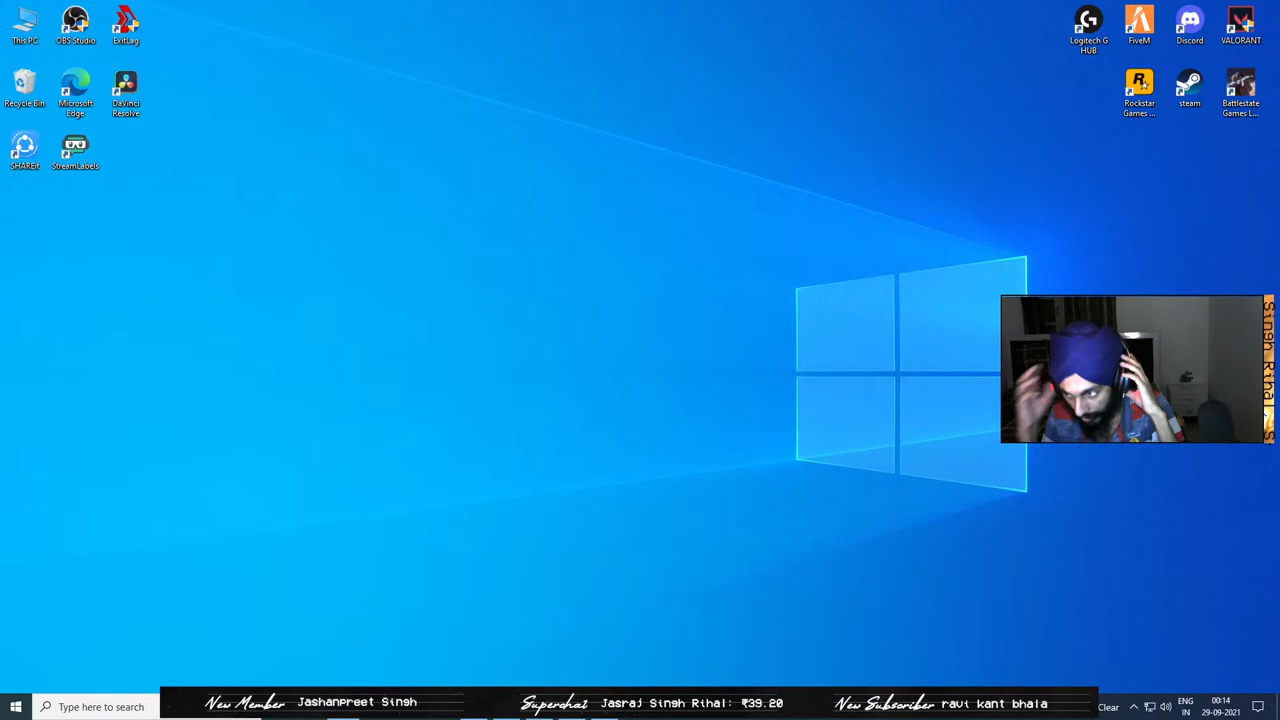 This PC
OBS Studio
ExitLag
Recycle Bin
Microsoft
Edge
DaVinci
Resolve
SHAREit
StreamLabels
Logitech G
HUB
FiveM
Discord
VALORANT
Rockstar
Games ...
steam
Battlestate
Games L...
Singh Rihal
Type here to search
New Member Jashanpreet Singh
Superchat Jasraj Singh Rihal: ₹39.20
New Subscriber ravi kant bhala
Clear
ENG
IN
00:14
29-09-2021